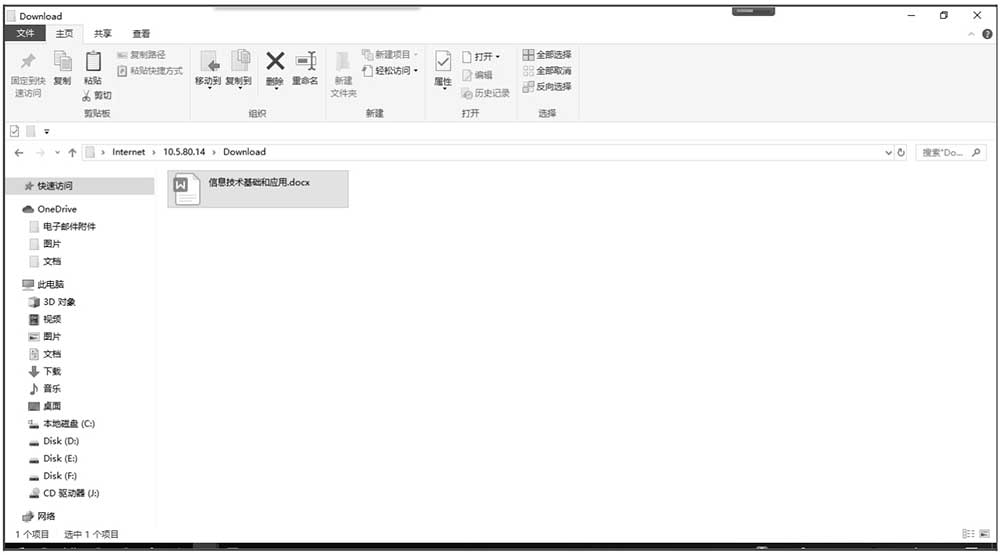 Download
文件 主页 共享 查看
固定到快速访问
复制
粘贴
复制路径
粘贴快捷方式
剪切
剪贴板
移动到
复制到
删除
重命名
组织
新建文件夹
新建项目
轻松访问
新建
属性
打开
编辑
历史记录
打开
全部选择
全部取消
反向选择
选择
Internet > 10.5.80.14 > Download
搜索"Do...
快速访问
OneDrive
电子邮件附件
图片
文档
此电脑
3D 对象
视频
图片
文档
下载
音乐
桌面
本地磁盘 (C:)
Disk (D:)
Disk (E:)
Disk (F:)
CD 驱动器 (J:)
网络
W
信息技术基础和应用.docx
1 个项目 选中 1 个项目